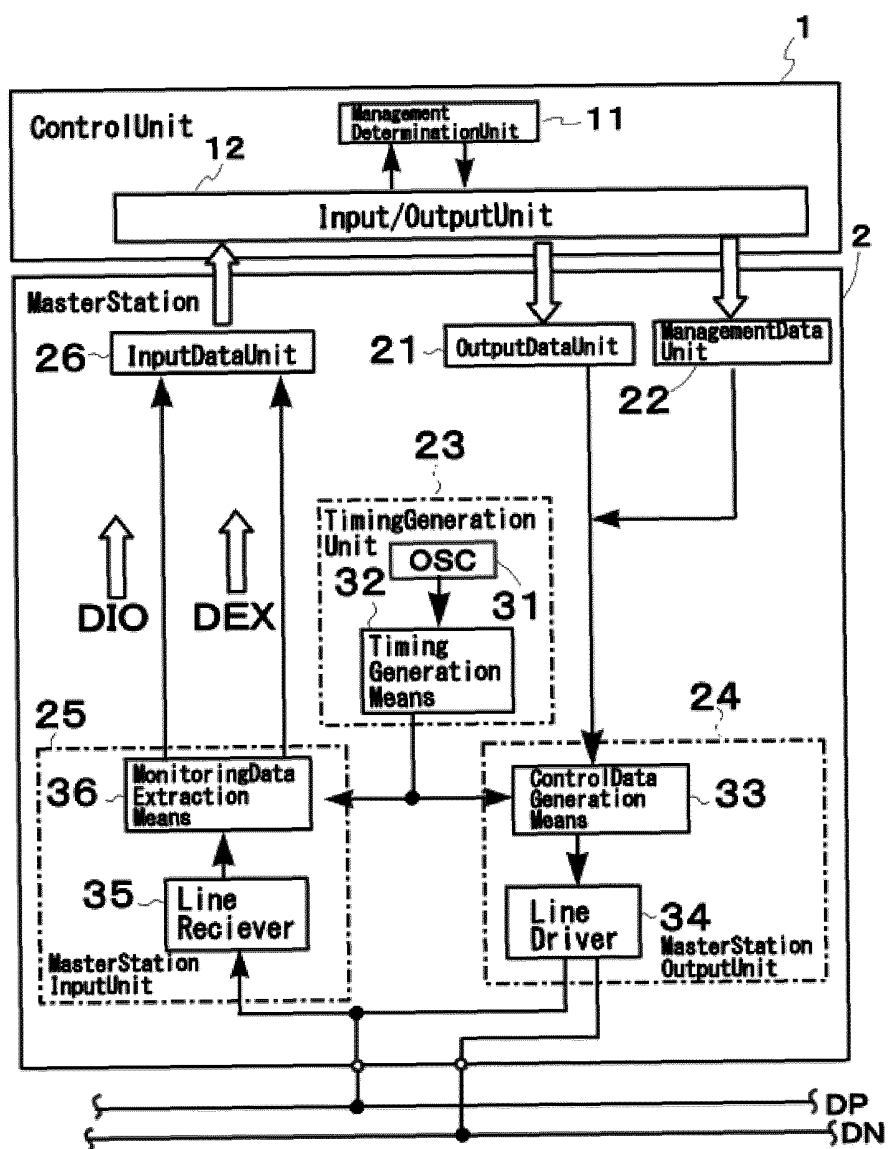 1
ControlUnit
Management
DeterminationUnit
11
12
Input/OutputUnit
2
MasterStation
26
InputDataUnit
21
OutputDataUnit
ManagementData
Unit
22
23
TimingGeneration
Unit
OSC
31
32
Timing
Generation
Means
DIO
DEX
25
24
36
MonitoringData
Extraction
Means
ControlData
Generation
Means
33
35
Line
Reciever
Line
Driver
34
MasterStation
InputUnit
MasterStation
OutputUnit
DP
DN